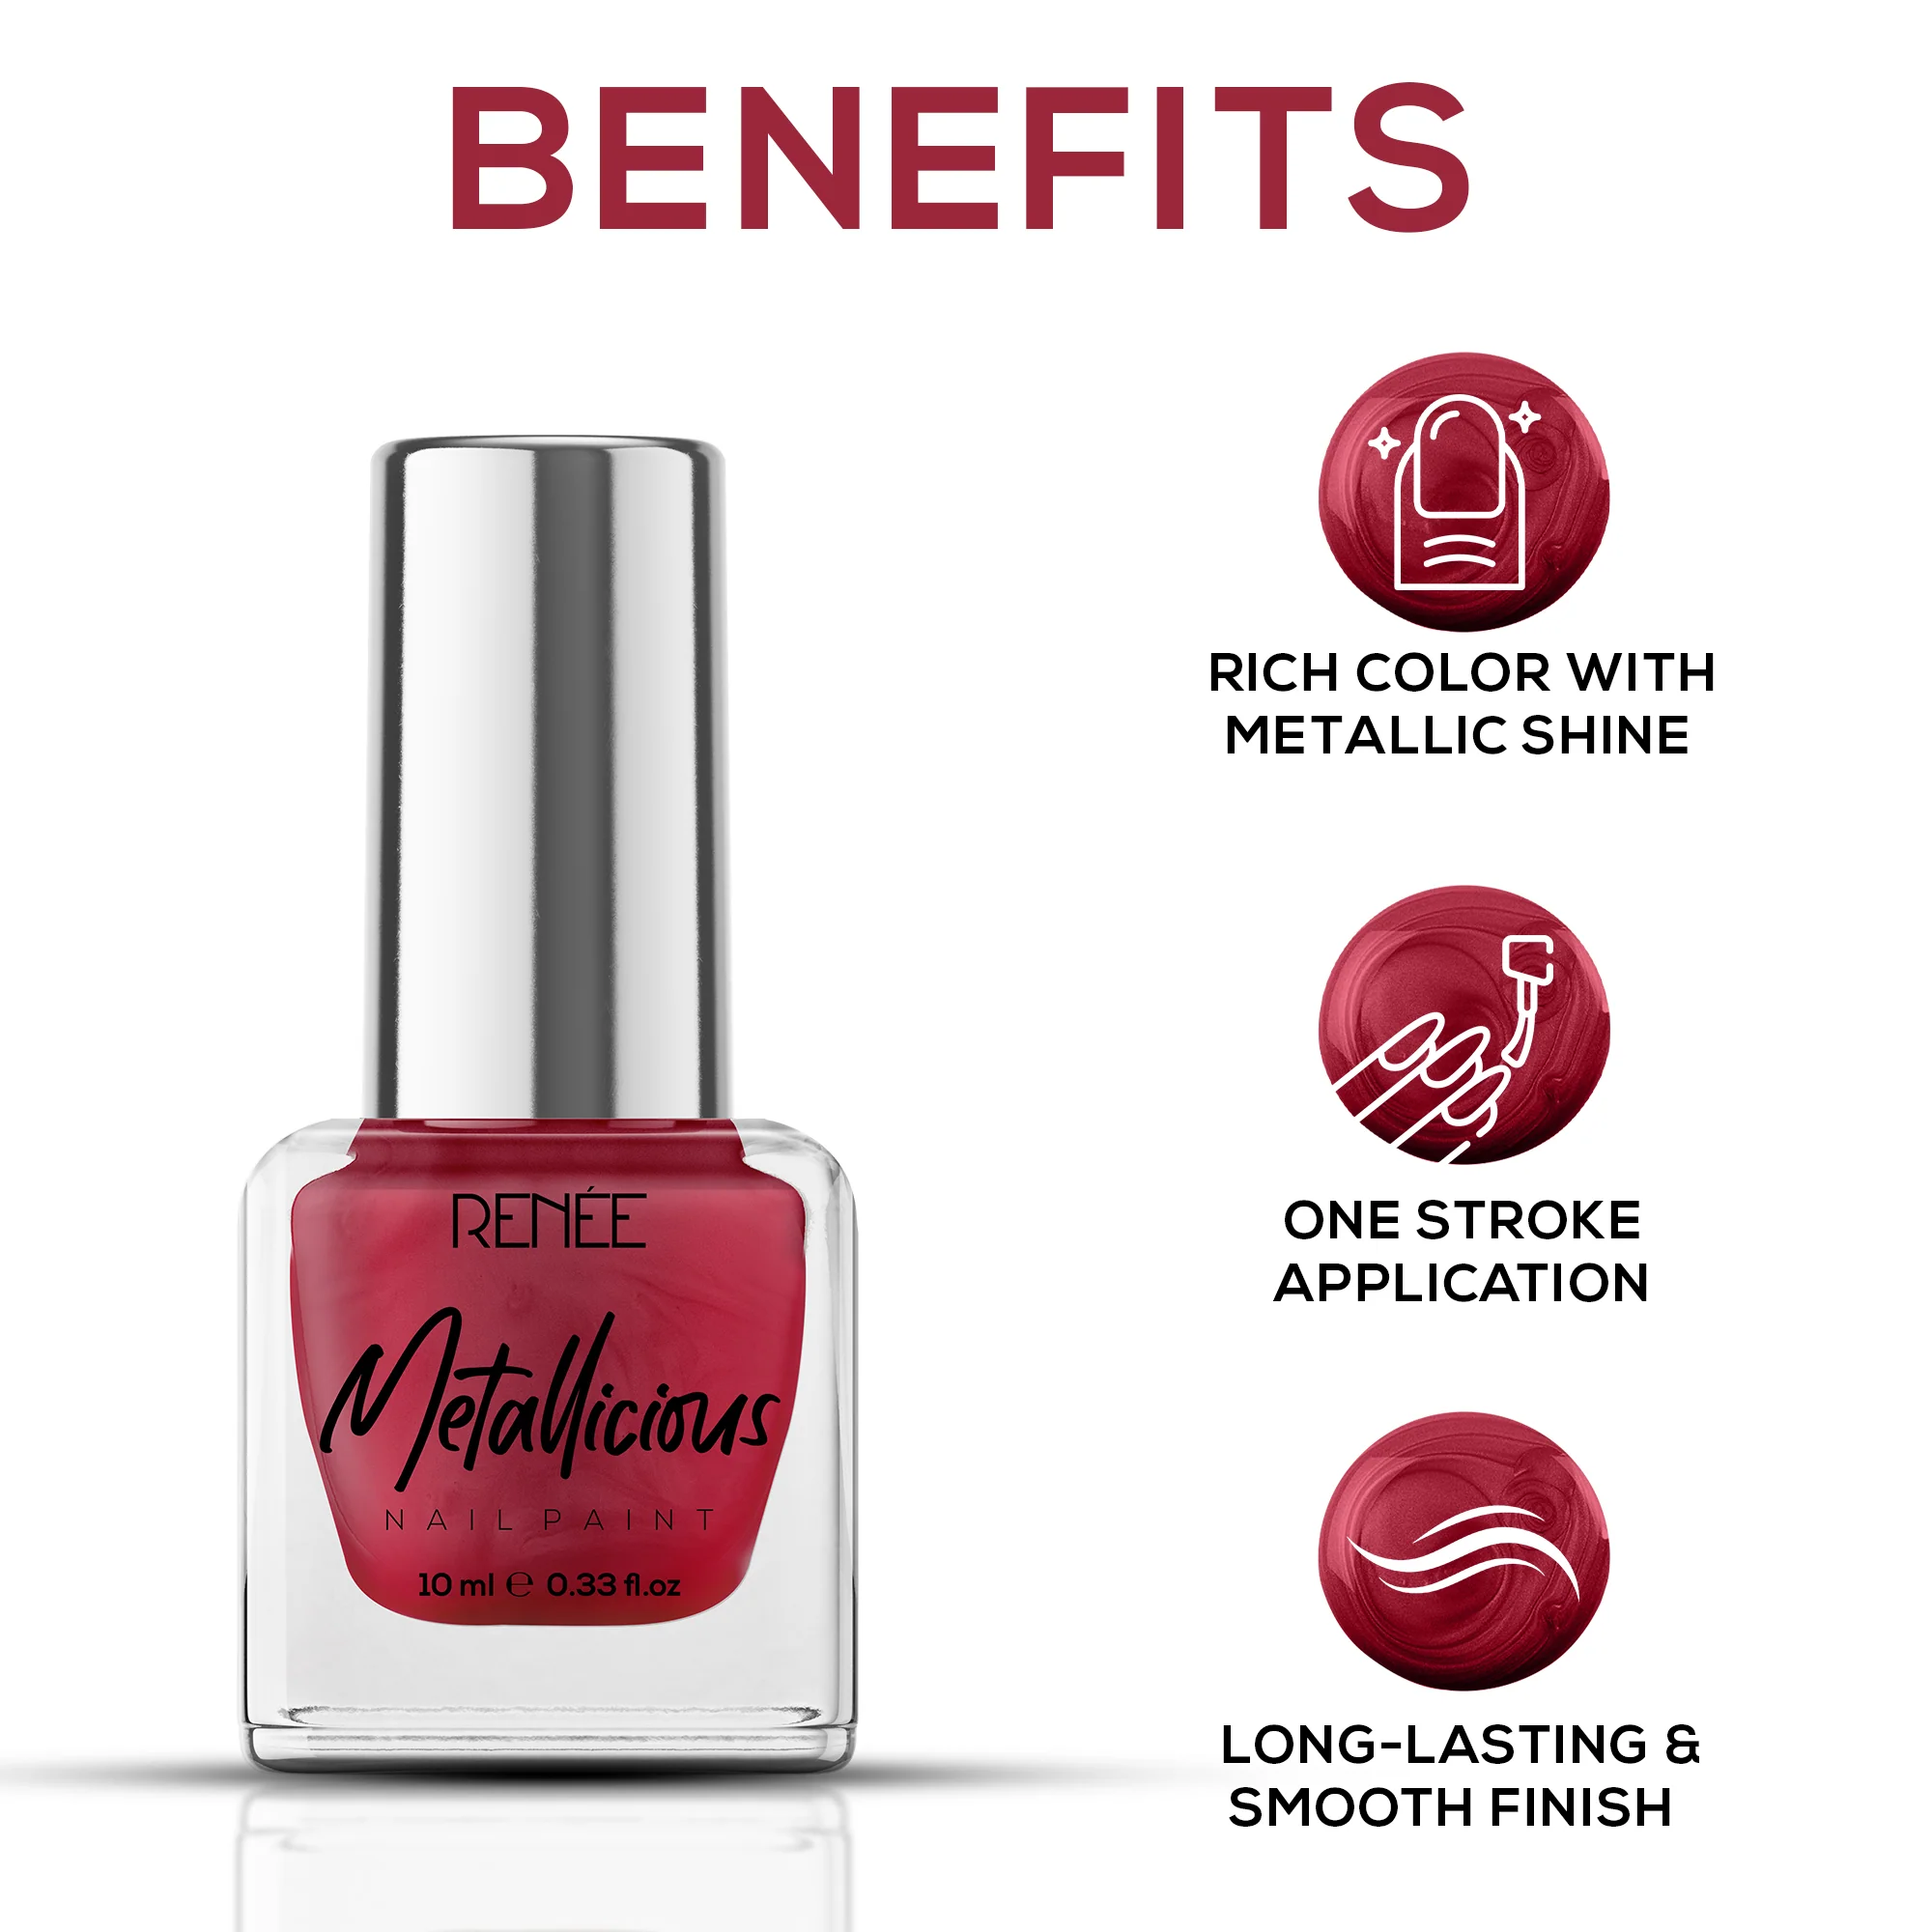 BENEFITS
RENÉE
Metallicious
NAIL PAINT
10 ml ℮ 0.33 fl.oz
RICH COLOR WITH
METALLIC SHINE
ONE STROKE
APPLICATION
LONG-LASTING &
SMOOTH FINISH